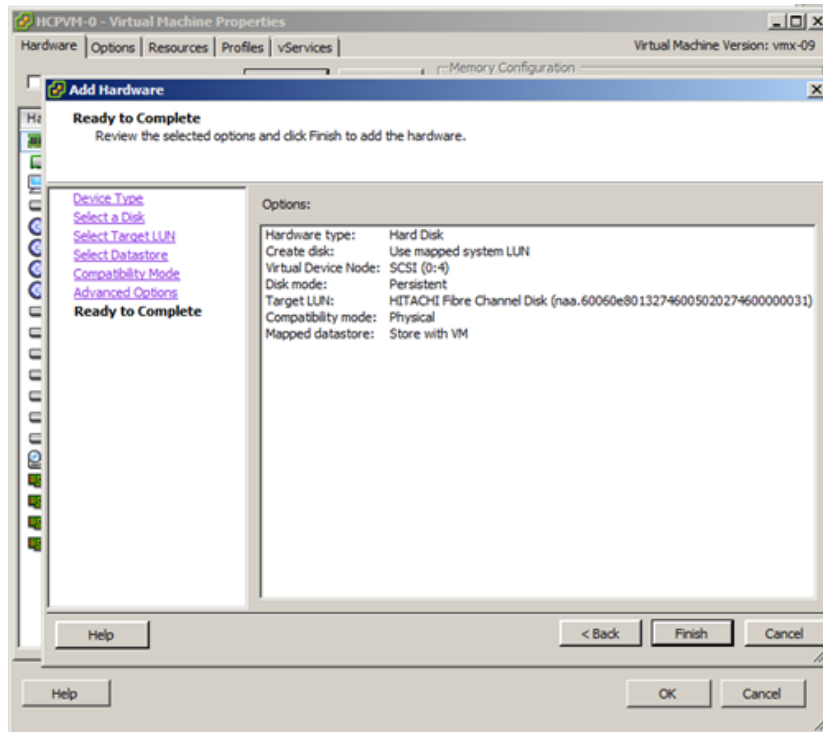 HCPVM-0 - Virtual Machine Properties
Hardware Options Resources Profiles vServices Virtual Machine Version: vmx-09
Memory Configuration
Add Hardware
Ha
Ready to Complete
Review the selected options and click Finish to add the hardware.
Device Type
Select a Disk
Select Target LUN
Select Datastore
Compatibility Mode
Advanced Options
Ready to Complete
Options:
Hardware type: Hard Disk
Create disk: Use mapped system LUN
Virtual Device Node: SCSI (0:4)
Disk mode: Persistent
Target LUN: HITACHI Fibre Channel Disk (naa.60060e80132746005020274600000031)
Compatibility mode: Physical
Mapped datastore: Store with VM
Help < Back Finish Cancel
Help OK Cancel